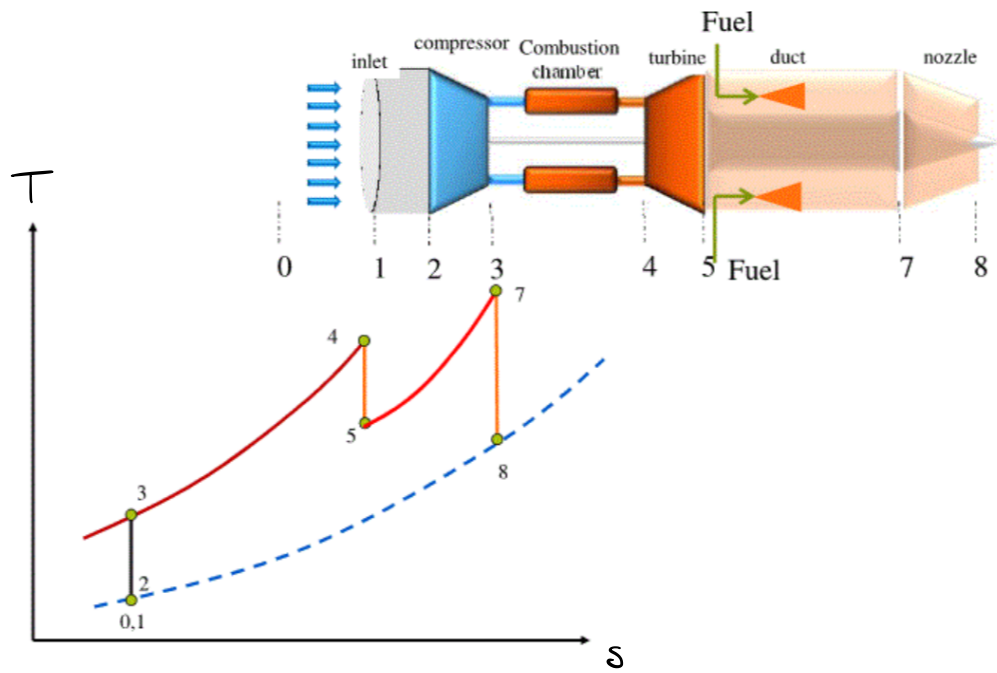 Fuel
compressor
Combustion
chamber
inlet
turbine
duct
nozzle
T
0
1
2
3
4
5
Fuel
7
8
7
4
5
8
3
2
0,1
s